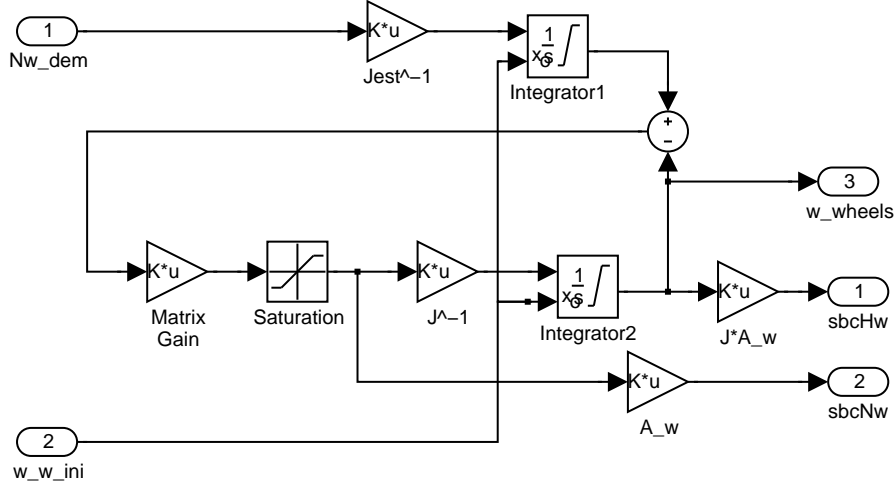 1
Nw_dem
K*u
Jest^−1
1
s
xo
Integrator1
+
−
3
w_wheels
K*u
Matrix
Gain
Saturation
K*u
J^−1
1
s
xo
Integrator2
K*u
J*A_w
1
sbcHw
K*u
A_w
2
sbcNw
2
w_w_ini